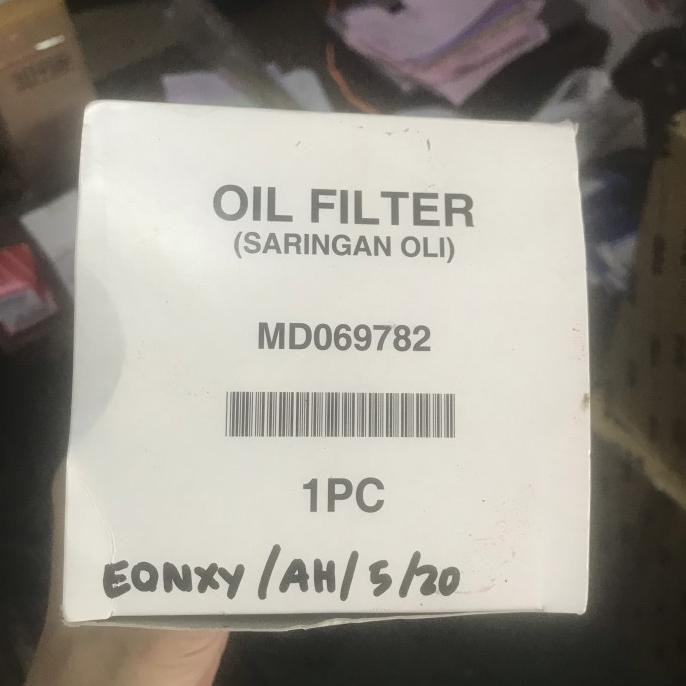 OIL FILTER
(SARINGAN OLI)
MD069782
1PC
EQNXY/AH/5/20